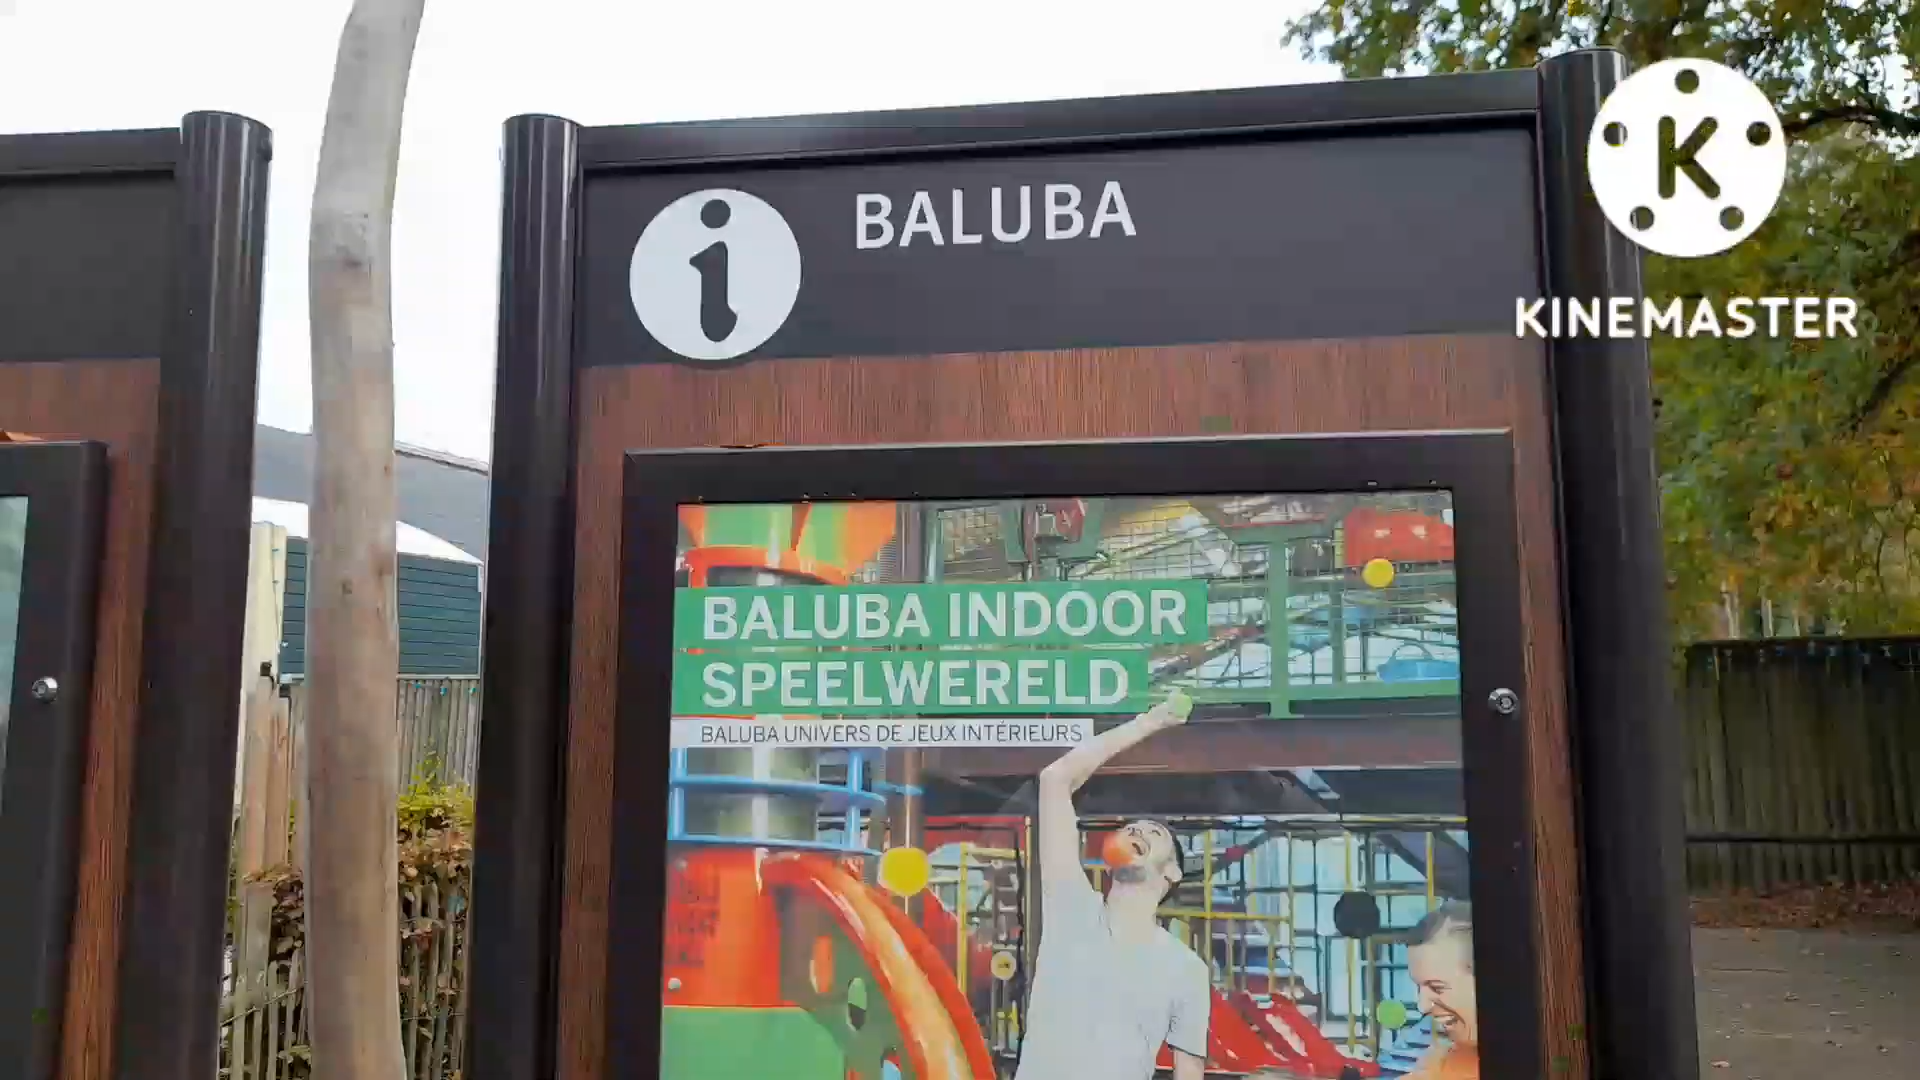 i BALUBA
K
KINEMASTER
BALUBA INDOOR
SPEELWERELD
BALUBA UNIVERS DE JEUX INTÉRIEURS